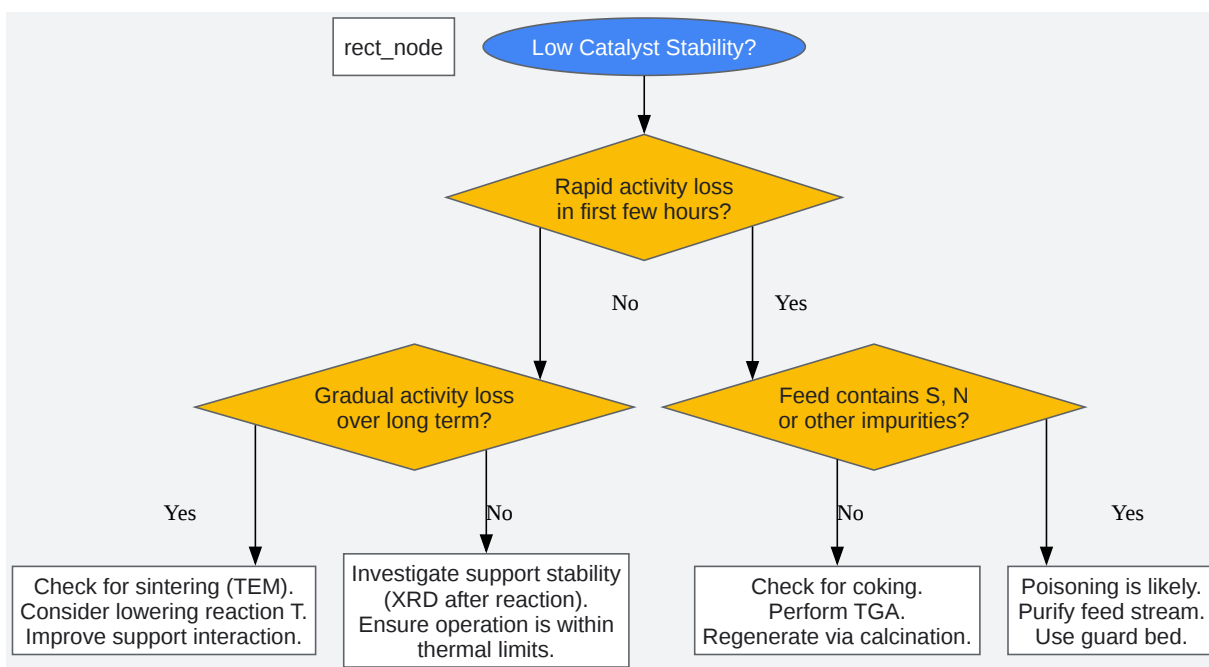 rect_node
Low Catalyst Stability?
Rapid activity loss
in first few hours?
No
Yes
Gradual activity loss
over long term?
Feed contains S, N
or other impurities?
Yes
No
No
Yes
Check for sintering (TEM).
Consider lowering reaction T.
Improve support interaction.
Investigate support stability
(XRD after reaction).
Ensure operation is within
thermal limits.
Check for coking.
Perform TGA.
Regenerate via calcination.
Poisoning is likely.
Purify feed stream.
Use guard bed.